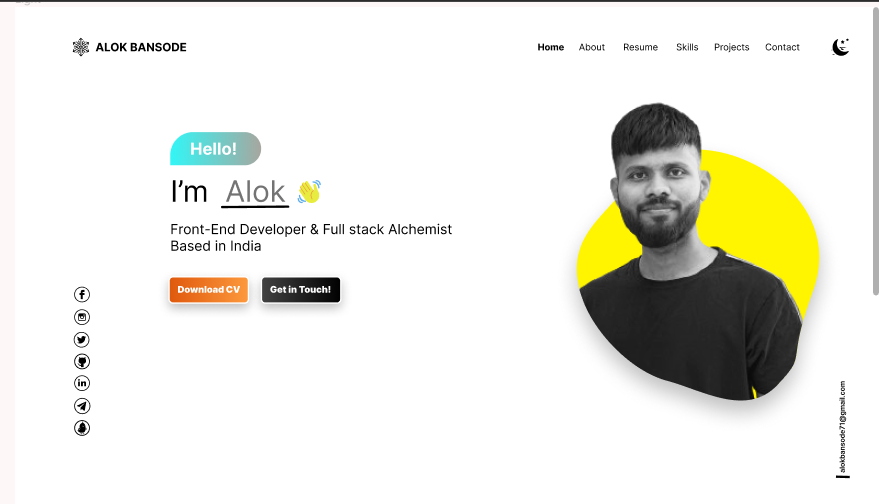 ALOK BANSODE
Home About Resume Skills Projects Contact
Hello!
I'm Alok
Front-End Developer & Full stack Alchemist
Based in India
Download CV Get in Touch!
alokbansode71@gmail.com